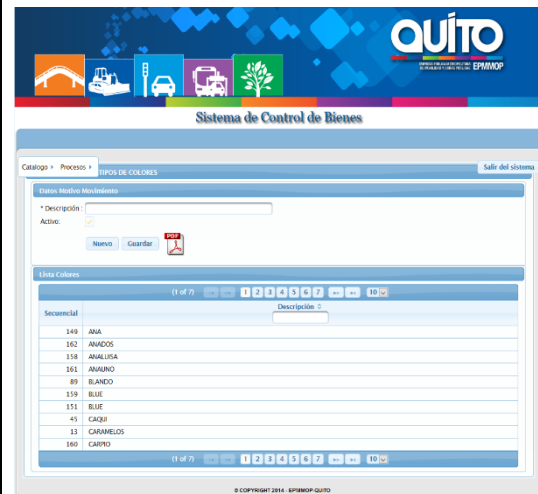 QUÍTO
EPMMOP
Sistema de Control de Bienes
Catalogo Procesos
TIPOS DE COLORES
Salir del sistema
Datos Motivo Movimiento
* Descripción :
Activo:
Nuevo Guardar PDF
Lista Colores
(1 of 7) 1 2 3 4 5 6 7 10
Secuencial Descripción
149 ANA
162 ANADOS
158 ANALUISA
161 ANAUNO
89 BLANDO
159 BLUE
151 BLUE
45 CAQUI
13 CARAMELOS
160 CARPIO
(1 of 7) 1 2 3 4 5 6 7 10
© COPYRIGHT 2014 - EPMMOP-QUITO